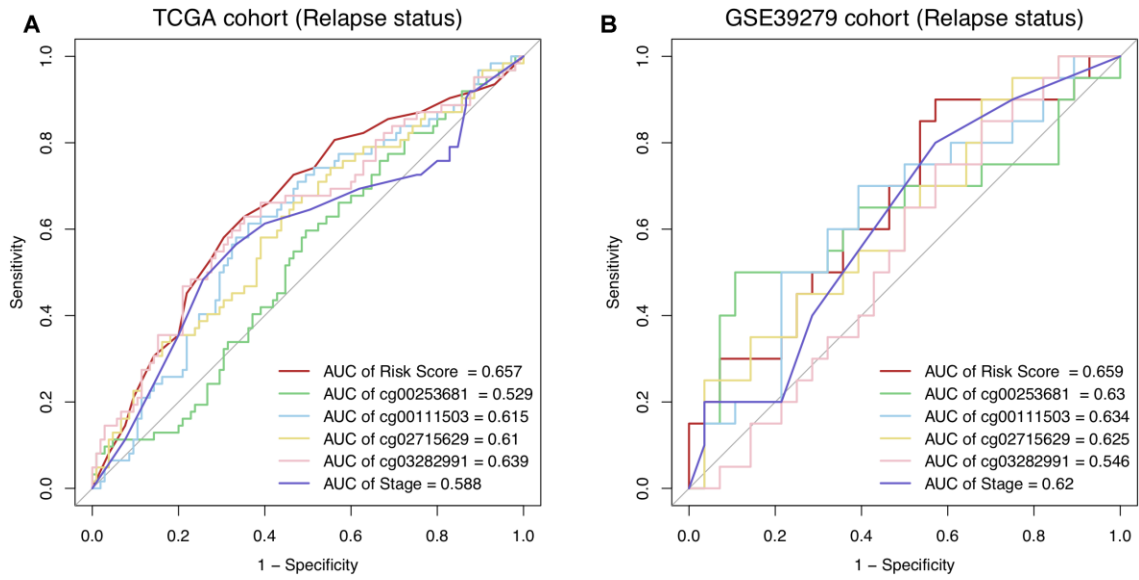 A
TCGA cohort (Relapse status)
Sensitivity
1.0
0.8
0.6
0.4
0.2
0.0
AUC of Risk Score = 0.657
AUC of cg00253681 = 0.529
AUC of cg00111503 = 0.615
AUC of cg02715629 = 0.61
AUC of cg03282991 = 0.639
AUC of Stage = 0.588
0.0 0.2 0.4 0.6 0.8 1.0
1 − Specificity
B
GSE39279 cohort (Relapse status)
Sensitivity
1.0
0.8
0.6
0.4
0.2
0.0
AUC of Risk Score = 0.659
AUC of cg00253681 = 0.63
AUC of cg00111503 = 0.634
AUC of cg02715629 = 0.625
AUC of cg03282991 = 0.546
AUC of Stage = 0.62
0.0 0.2 0.4 0.6 0.8 1.0
1 − Specificity